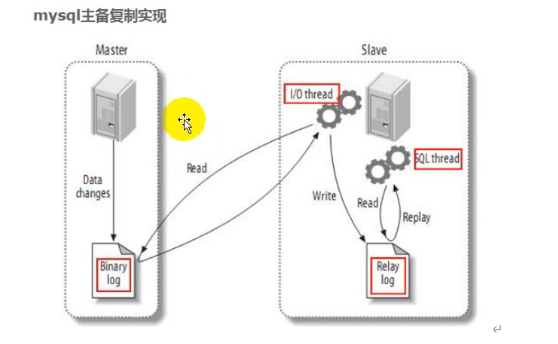 mysql主备复制实现
Master
Slave
I/O thread
SQL thread
Data
changes
Read
Write
Read
Replay
Binary
log
Relay
log